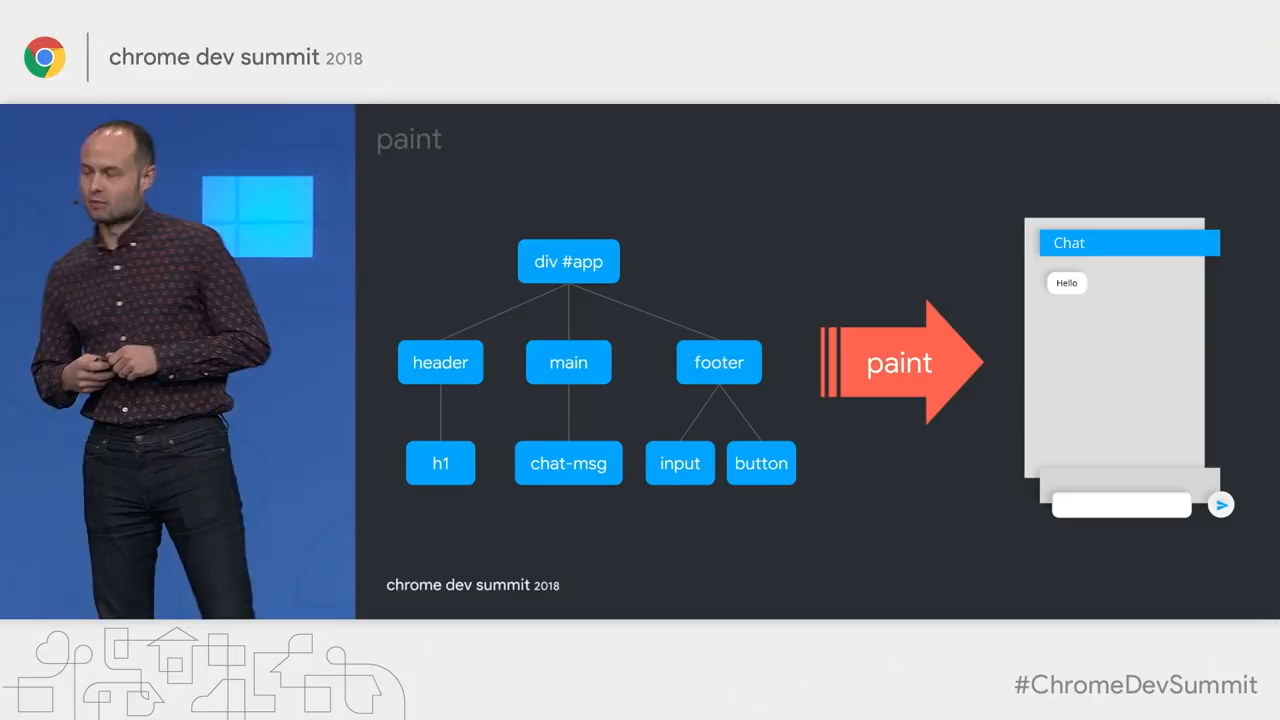 chrome dev summit 2018
paint
div #app
header
main
footer
h1
chat-msg
input
button
paint
Chat
Hello
chrome dev summit 2018
#ChromeDevSummit